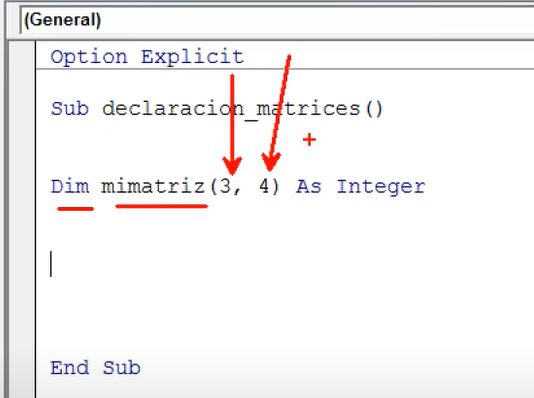 (General)
Option Explicit
Sub declaracion_matrices()
Dim mimatriz(3, 4) As Integer
End Sub